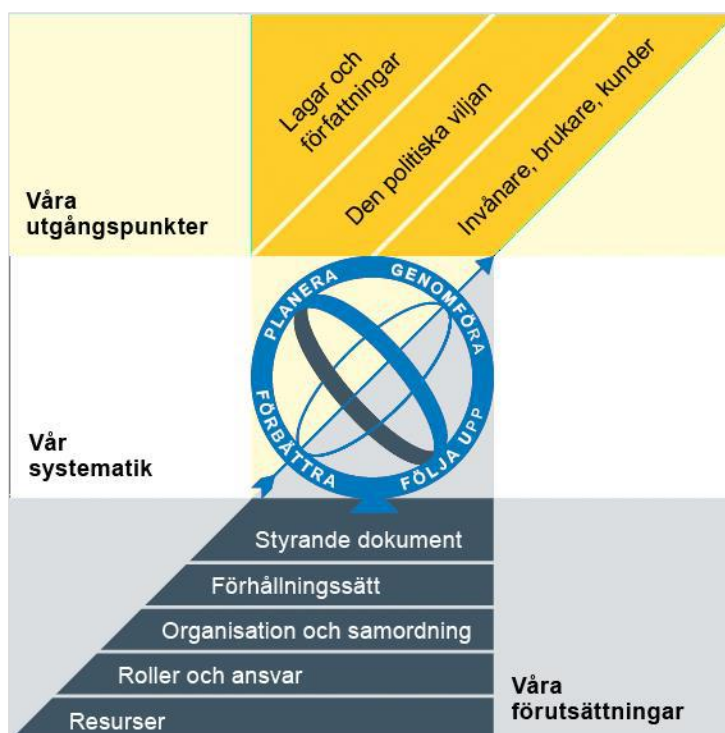 Lagar och
författningar
Den politiska viljan
Invånare, brukare, kunder
Våra
utgångspunkter
PLANERA
GENOMFÖRA
FÖRBÄTTRA
FÖLJA UPP
Vår
systematik
Styrande dokument
Förhållningssätt
Organisation och samordning
Roller och ansvar
Resurser
Våra
förutsättningar